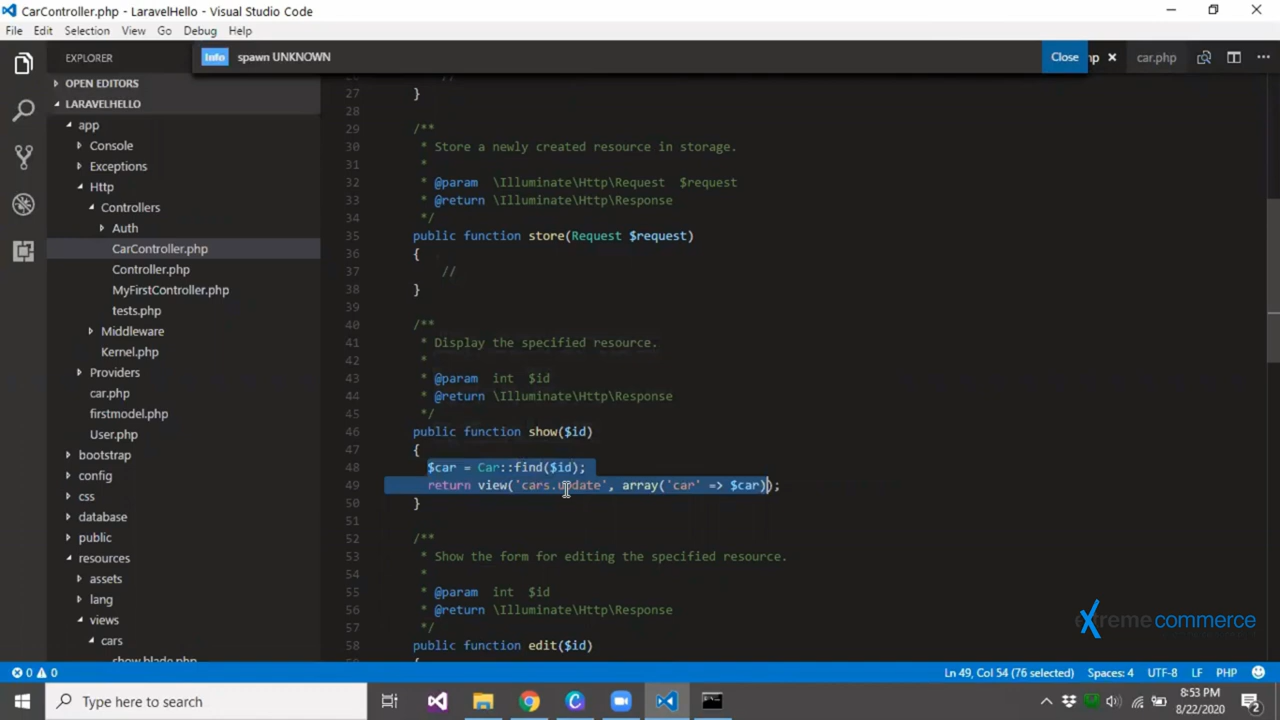 CarController.php - LaravelHello - Visual Studio Code
File Edit Selection View Go Debug Help
EXPLORER
Info spawn UNKNOWN Close
car.php
OPEN EDITORS
LARAVELHELLO
app
Console
Exceptions
Http
Controllers
Auth
CarController.php
Controller.php
MyFirstController.php
tests.php
Middleware
Kernel.php
Providers
car.php
firstmodel.php
User.php
bootstrap
config
css
database
public
resources
assets
lang
views
cars
show.blade.php
27 }
28
29 /**
30 * Store a newly created resource in storage.
31 *
32 * @param \Illuminate\Http\Request $request
33 * @return \Illuminate\Http\Response
34 */
35 public function store(Request $request)
36 {
37 //
38 }
39
40 /**
41 * Display the specified resource.
42 *
43 * @param int $id
44 * @return \Illuminate\Http\Response
45 */
46 public function show($id)
47 {
48 $car = Car::find($id);
49 return view('cars.update', array('car' => $car));
50 }
51
52 /**
53 * Show the form for editing the specified resource.
54 *
55 * @param int $id
56 * @return \Illuminate\Http\Response
57 */
58 public function edit($id)
extreme commerce
0 0 Ln 49, Col 54 (76 selected) Spaces: 4 UTF-8 LF PHP
Type here to search
8:53 PM
8/22/2020
2